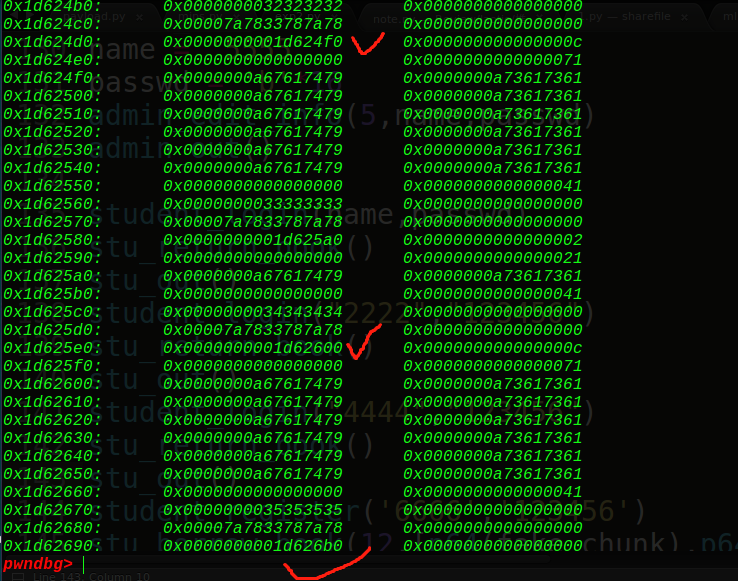 0x1d624b0: 0x0000000032323232 0x0000000000000000
0x1d624c0: 0x00007a7833787a78 0x0000000000000000
0x1d624d0: 0x0000000001d624f0 0x000000000000000c
0x1d624e0: 0x0000000000000000 0x0000000000000071
0x1d624f0: 0x0000000a67617479 0x0000000a73617361
0x1d62500: 0x0000000a67617479 0x0000000a73617361
0x1d62510: 0x0000000a67617479 0x0000000a73617361
0x1d62520: 0x0000000a67617479 0x0000000a73617361
0x1d62530: 0x0000000a67617479 0x0000000a73617361
0x1d62540: 0x0000000a67617479 0x0000000a73617361
0x1d62550: 0x0000000000000000 0x0000000000000041
0x1d62560: 0x0000000033333333 0x0000000000000000
0x1d62570: 0x00007a7833787a78 0x0000000000000000
0x1d62580: 0x0000000001d625a0 0x0000000000000002
0x1d62590: 0x0000000000000000 0x0000000000000021
0x1d625a0: 0x0000000a67617479 0x0000000a73617361
0x1d625b0: 0x0000000000000000 0x0000000000000041
0x1d625c0: 0x0000000034343434 0x0000000000000000
0x1d625d0: 0x00007a7833787a78 0x0000000000000000
0x1d625e0: 0x0000000001d62600 0x000000000000000c
0x1d625f0: 0x0000000000000000 0x0000000000000071
0x1d62600: 0x0000000a67617479 0x0000000a73617361
0x1d62610: 0x0000000a67617479 0x0000000a73617361
0x1d62620: 0x0000000a67617479 0x0000000a73617361
0x1d62630: 0x0000000a67617479 0x0000000a73617361
0x1d62640: 0x0000000a67617479 0x0000000a73617361
0x1d62650: 0x0000000a67617479 0x0000000a73617361
0x1d62660: 0x0000000000000000 0x0000000000000041
0x1d62670: 0x0000000035353535 0x0000000000000000
0x1d62680: 0x00007a7833787a78 0x0000000000000000
0x1d62690: 0x0000000001d626b0 0x0000000000000000
pwndbg>
Line 143, Column 10